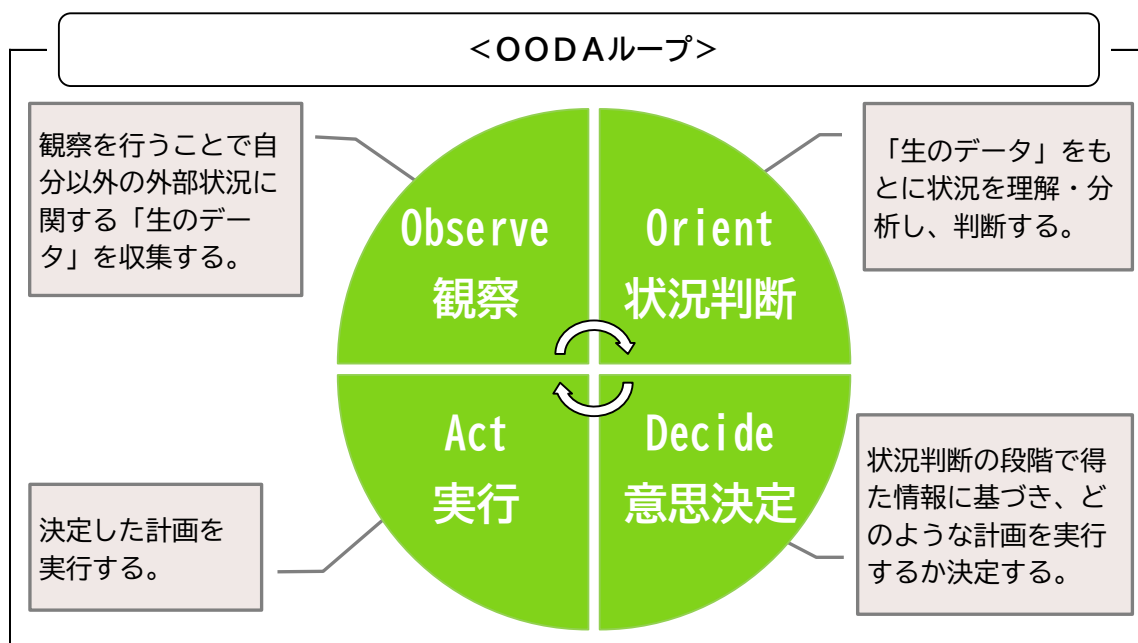 ＜ＯＯＤＡループ＞
観察を行うことで自
分以外の外部状況に
関する「生のデー
タ」を収集する。
Observe
観察
Orient
状況判断
「生のデータ」をも
とに状況を理解・分
析し、判断する。
決定した計画を
実行する。
Act
実行
Decide
意思決定
状況判断の段階で得
た情報に基づき、ど
のような計画を実行
するか決定する。